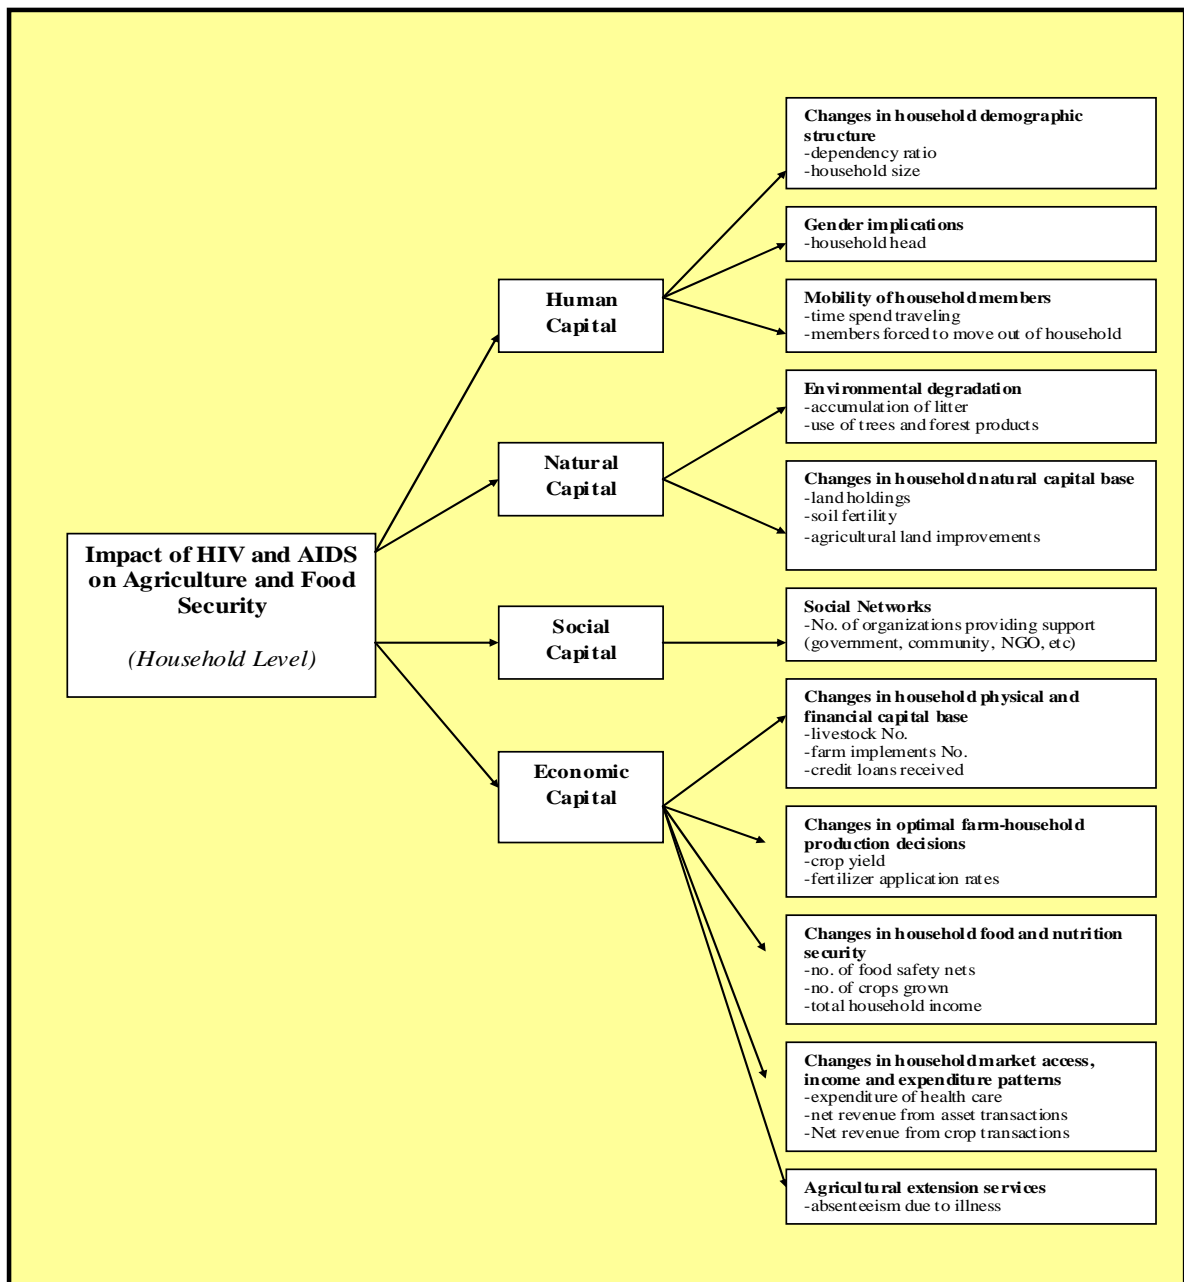 Impact of HIV and AIDS
on Agriculture and Food
Security
(Household Level)
Human
Capital
Natural
Capital
Social
Capital
Economic
Capital
Changes in household demographic
structure
-dependency ratio
-household size
Gender implications
-household head
Mobility of household members
-time spend traveling
-members forced to move out of household
Environmental degradation
-accumulation of litter
-use of trees and forest products
Changes in household natural capital base
-land holdings
-soil fertility
-agricultural land improvements
Social Networks
-No. of organizations providing support
(government, community, NGO, etc)
Changes in household physical and
financial capital base
-livestock No.
-farm implements No.
-credit loans received
Changes in optimal farm-household
production decisions
-crop yield
-fertilizer application rates
Changes in household food and nutrition
security
-no. of food safety nets
-no. of crops grown
-total household income
Changes in household market access,
income and expenditure patterns
-expenditure of health care
-net revenue from asset transactions
-Net revenue from crop transactions
Agricultural extension services
-absenteeism due to illness